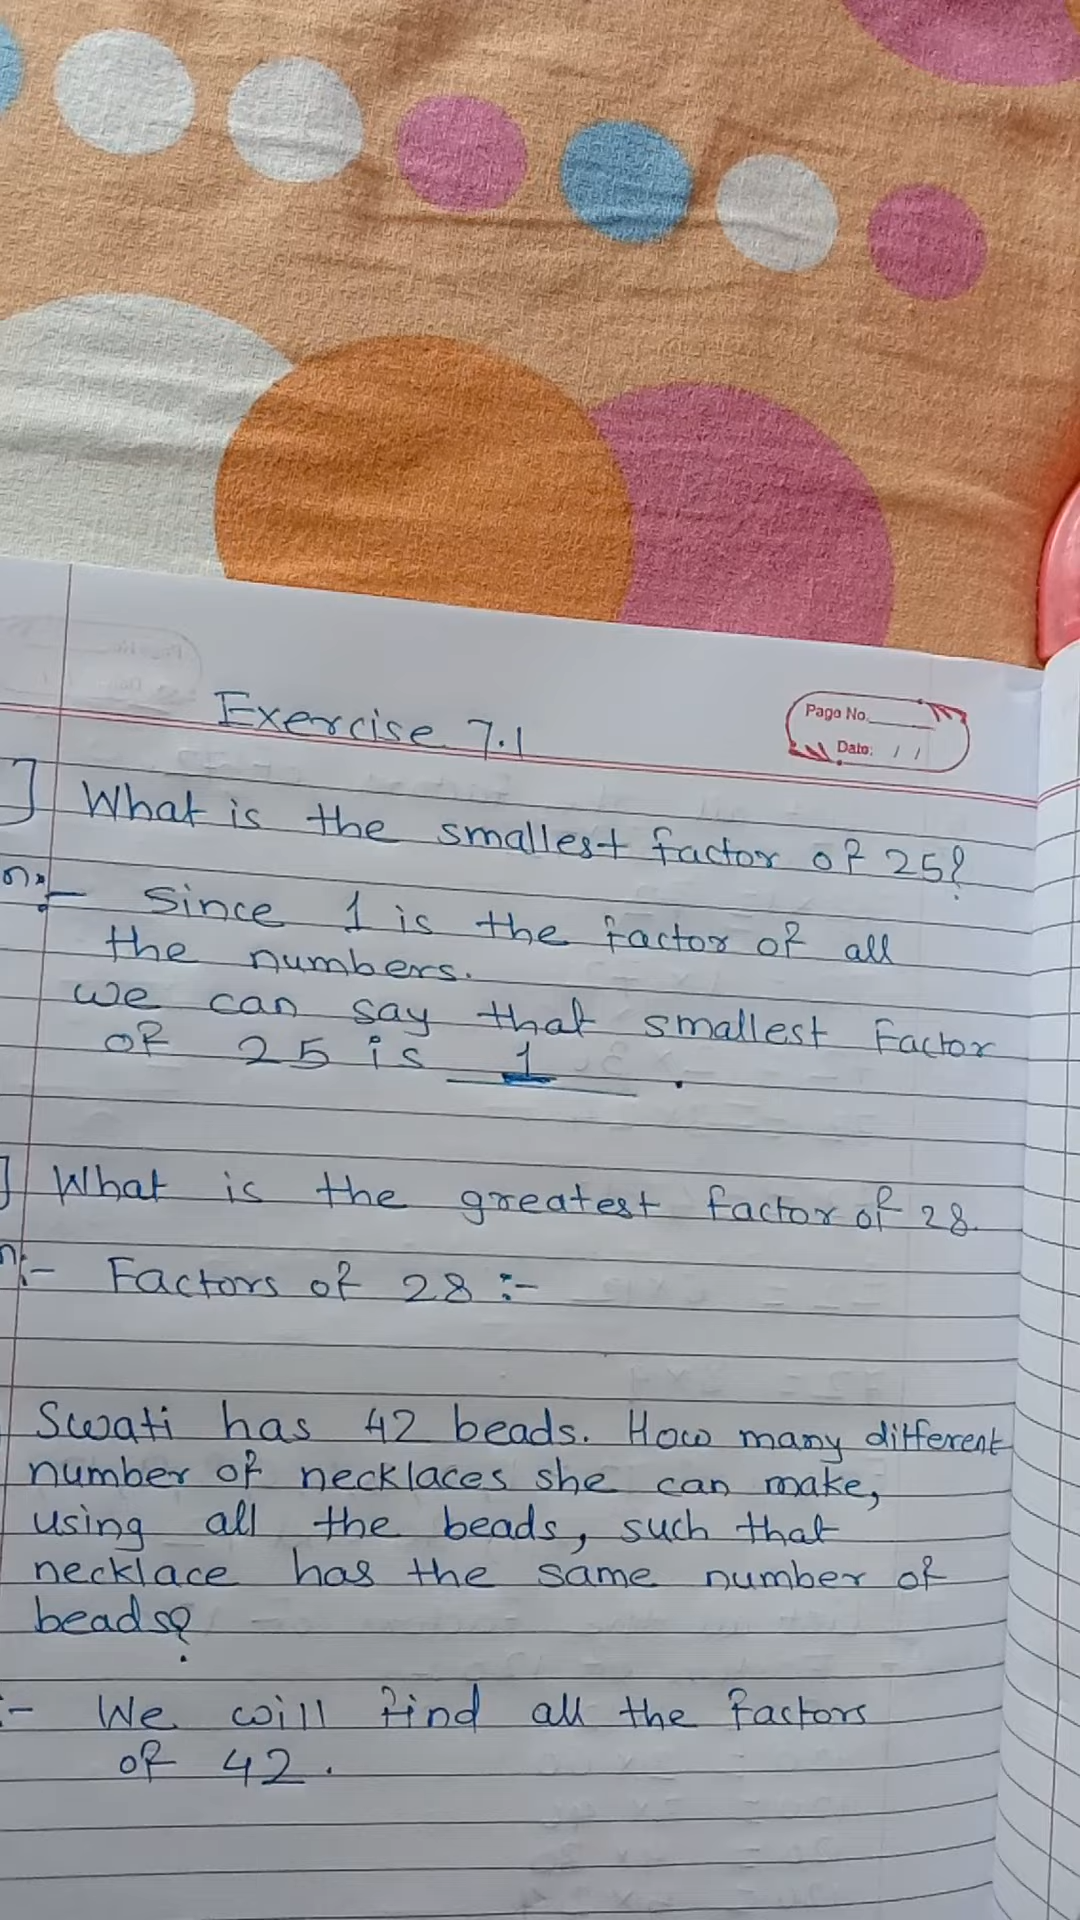 Exercise 7.1
Page No.
Date: / /
] What is the smallest factor of 25?
n:- Since 1 is the factor of all
the numbers.
we can say that smallest Factor
of 25 is 1 .
] What is the greatest factor of 28.
n:- Factors of 28 :-
Swati has 42 beads. How many different
number of necklaces she can make,
using all the beads, such that
necklace has the same number of
beads?
:- We will find all the factors
of 42.